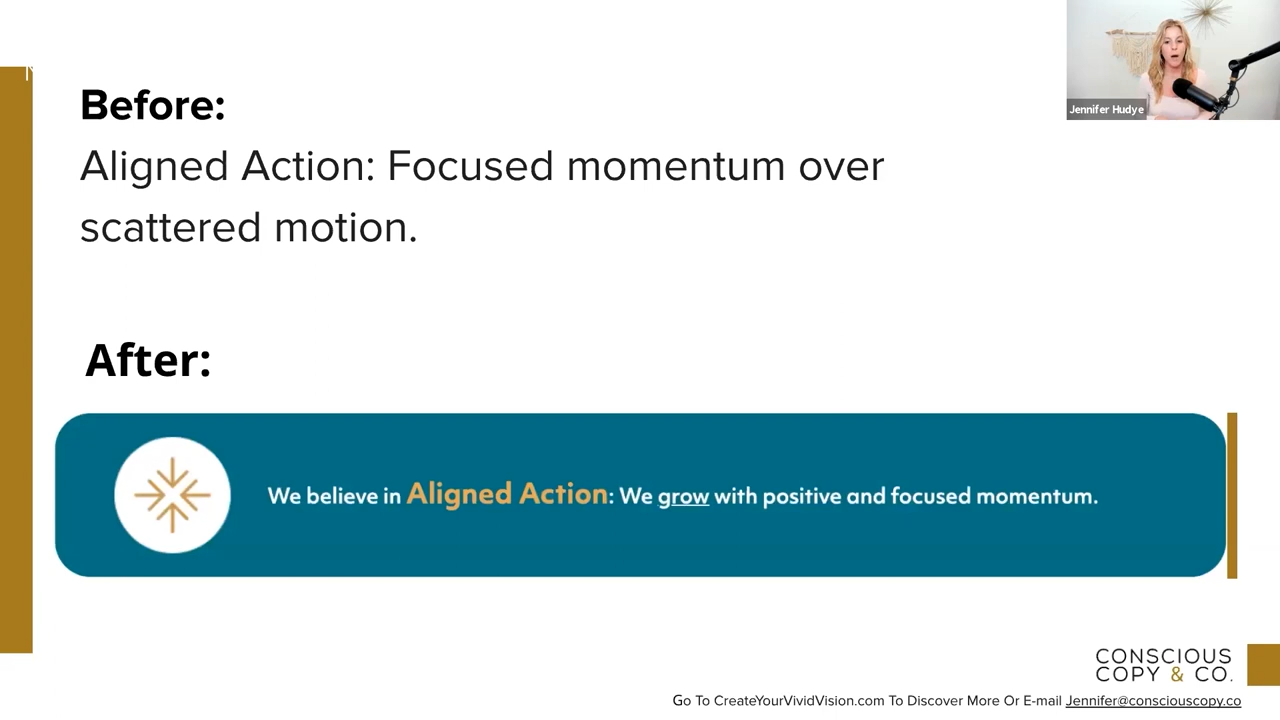 Before:
Aligned Action: Focused momentum over
scattered motion.
Jennifer Hudye
After:
We believe in Aligned Action: We grow with positive and focused momentum.
CONSCIOUS
COPY & CO.
Go To CreateYourVividVision.com To Discover More Or E-mail Jennifer@consciouscopy.co